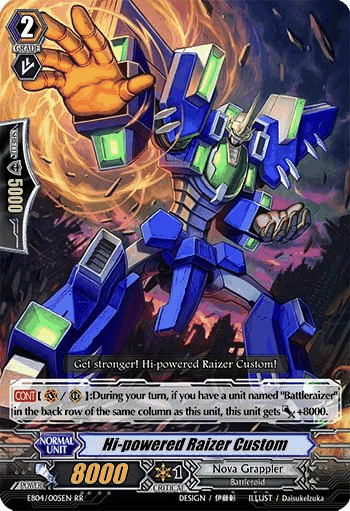 2
GRADE
SHIELD
5000
Get stronger! Hi-powered Raizer Custom!
CONT [ / ]:During your turn, if you have a unit named "Battleraizer"
in the back row of the same column as this unit, this unit gets +8000.
NORMAL
UNIT
Hi-powered Raizer Custom
POWER
8000
1
CRITICAL
Nova Grappler
Battleroid
EB04/005EN RR
DESIGN / 伊藤彰
ILLUST / DaisukeIzuka